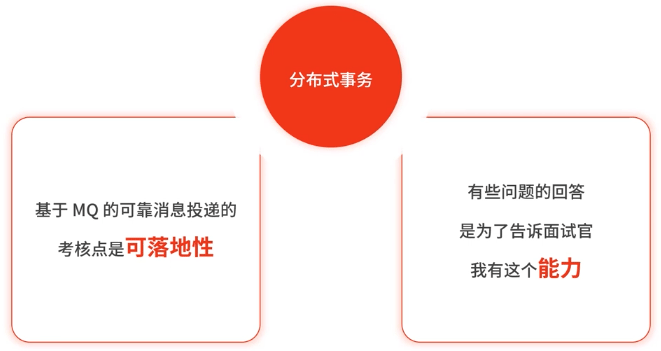 分布式事务
基于 MQ 的可靠消息投递的
考核点是可落地性
有些问题的回答
是为了告诉面试官
我有这个能力